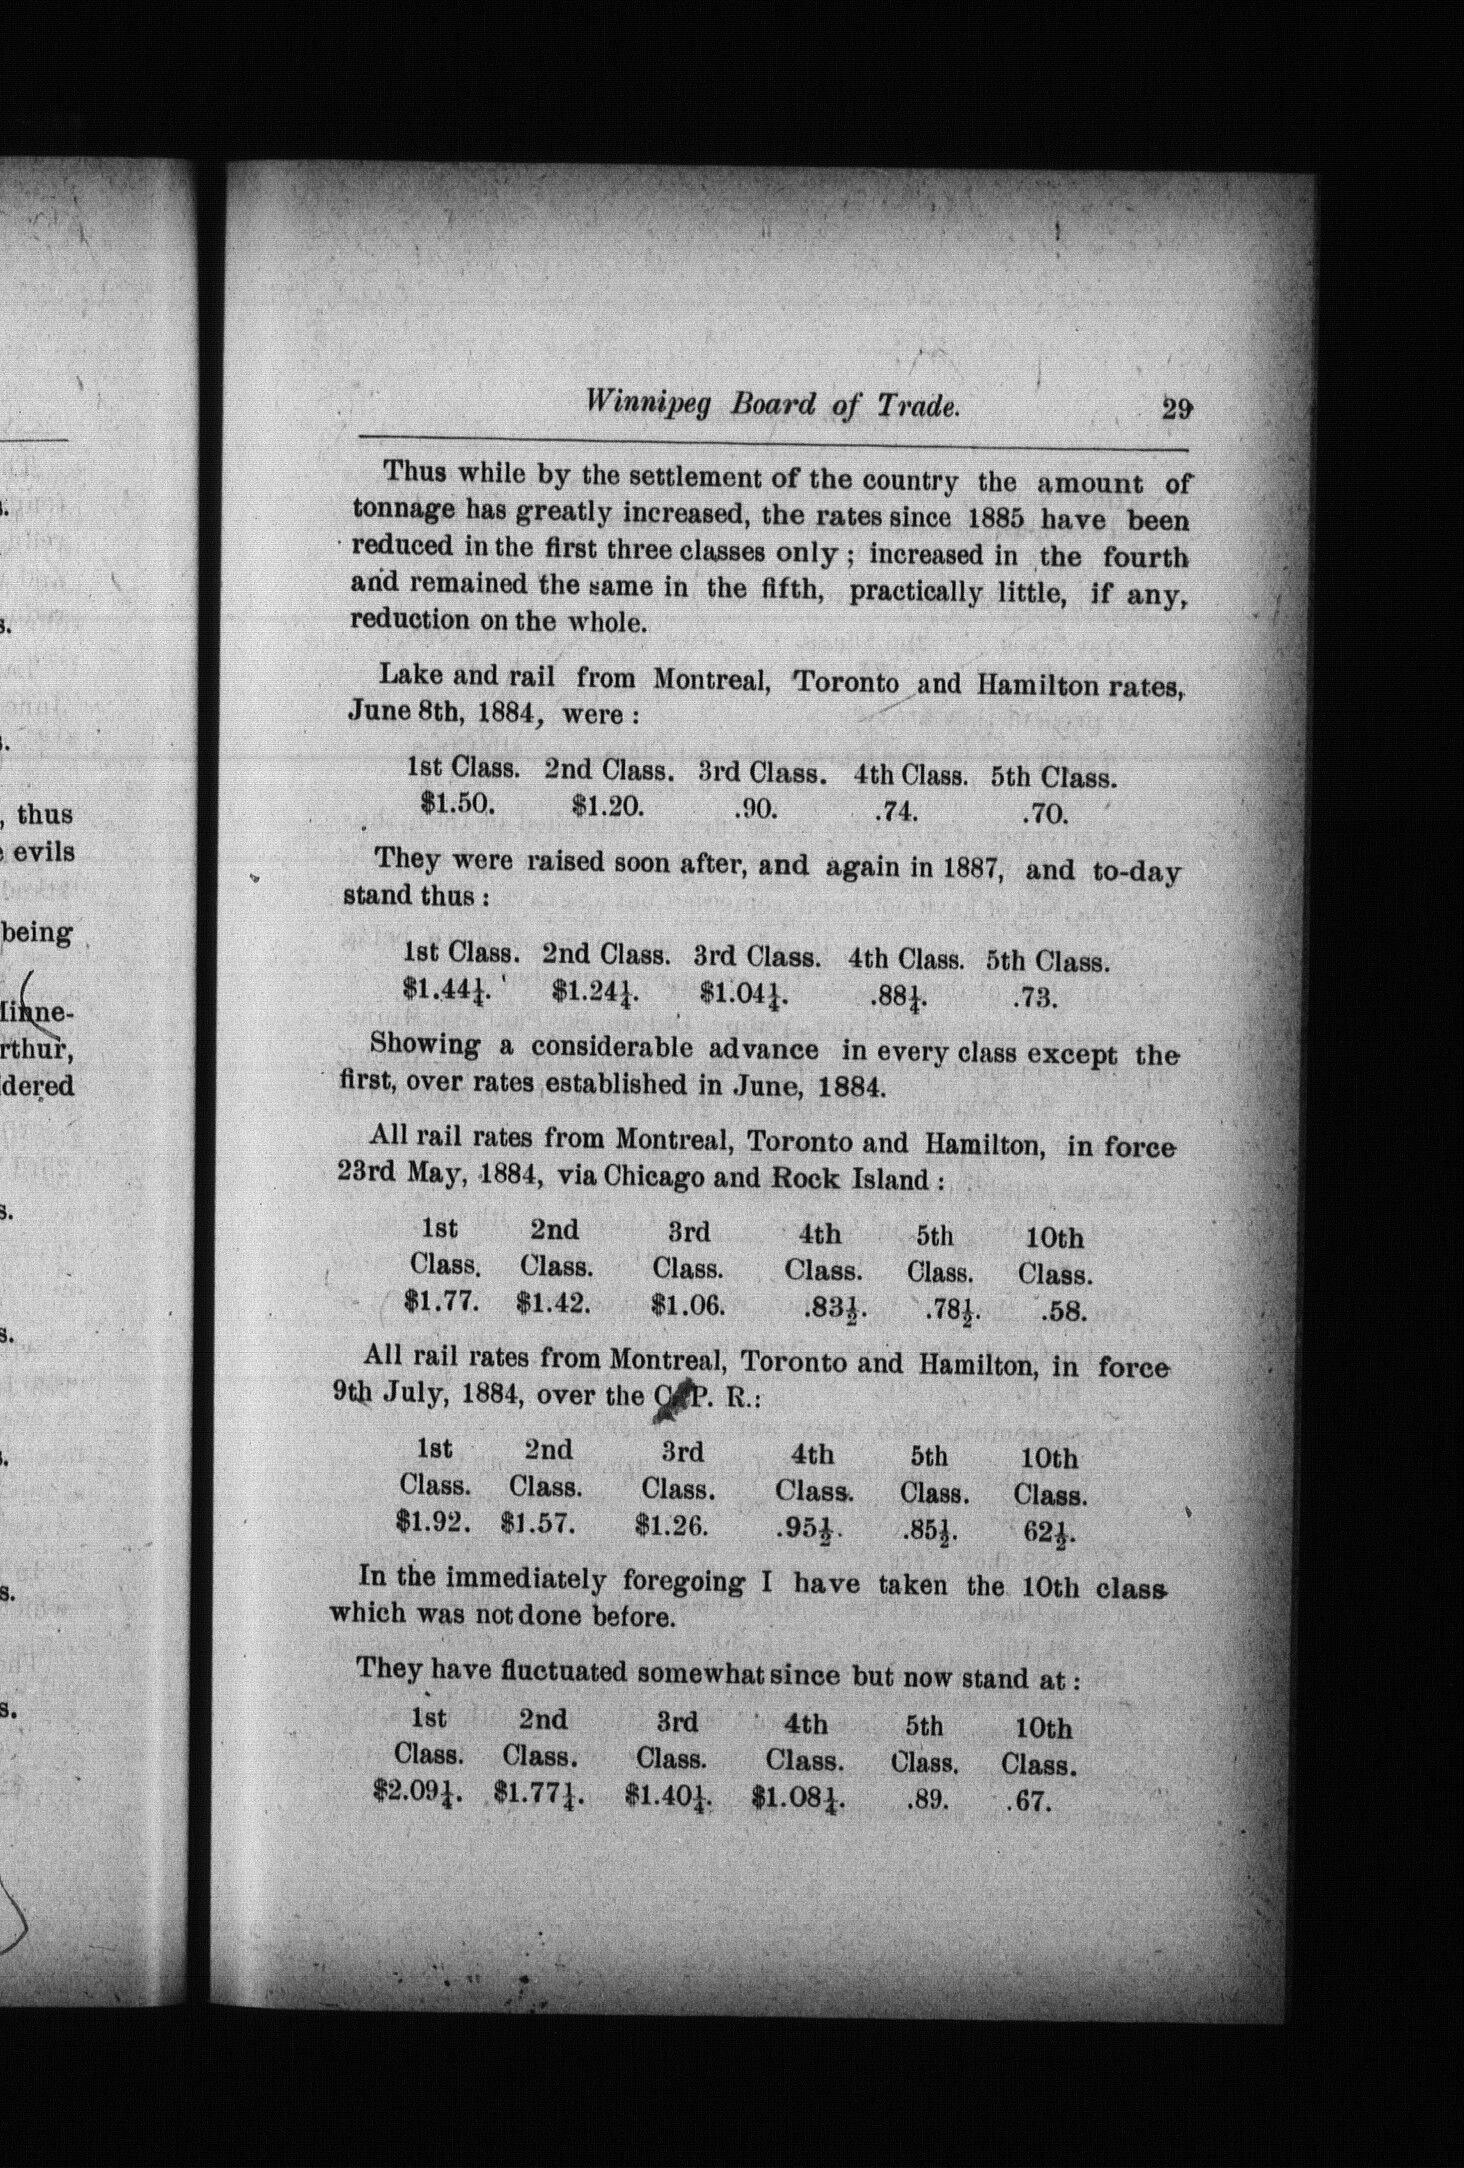 s.
s.
s.
, thus
e evils
being
Minne-
rthur,
dered
s.
s.
s.
s.
s.
Winnipeg Board of Trade. 29
Thus while by the settlement of the country the amount of
tonnage has greatly increased, the rates since 1885 have been
reduced in the first three classes only ; increased in the fourth
and remained the same in the fifth, practically little, if any,
reduction on the whole.
Lake and rail from Montreal, Toronto and Hamilton rates,
June 8th, 1884, were :
1st Class. 2nd Class. 3rd Class. 4th Class. 5th Class.
$1.50. $1.20. .90. .74. .70.
They were raised soon after, and again in 1887, and to-day
stand thus :
1st Class. 2nd Class. 3rd Class. 4th Class. 5th Class.
$1.44¼. $1.24¼. $1.04¼. .88¼. .73.
Showing a considerable advance in every class except the
first, over rates established in June, 1884.
All rail rates from Montreal, Toronto and Hamilton, in force
23rd May, 1884, via Chicago and Rock Island :
1st 2nd 3rd 4th 5th 10th
Class. Class. Class. Class. Class. Class.
$1.77. $1.42. $1.06. .83½. .78½. .58.
All rail rates from Montreal, Toronto and Hamilton, in force
9th July, 1884, over the C. P. R.:
1st 2nd 3rd 4th 5th 10th
Class. Class. Class. Class. Class. Class.
$1.92. $1.57. $1.26. .95½. .85½. 62½.
In the immediately foregoing I have taken the 10th class
which was not done before.
They have fluctuated somewhat since but now stand at :
1st 2nd 3rd 4th 5th 10th
Class. Class. Class. Class. Class. Class.
$2.09¼. $1.77¼. $1.40¼. $1.08¼. .89. .67.